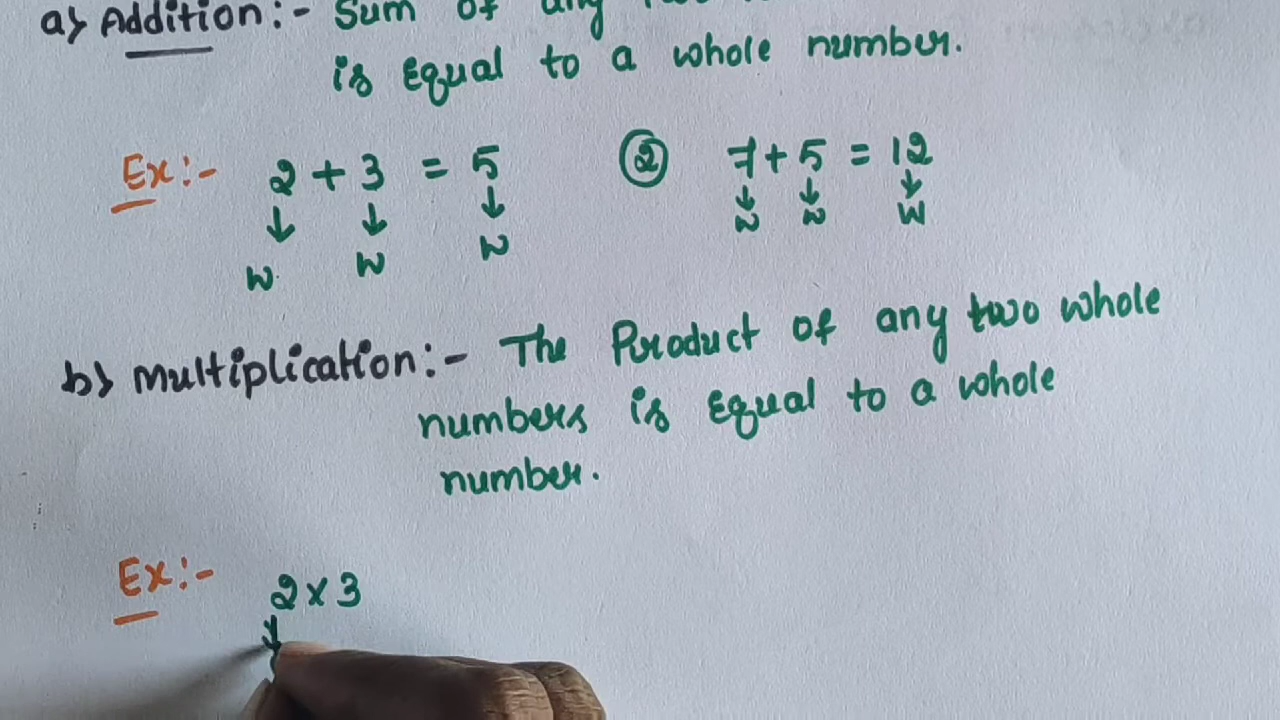 a) Addition:- Sum of any
is equal to a whole number.
Ex:- 2 + 3 = 5 ② 7 + 5 = 12
↓ ↓ ↓ ↓ ↓ ↓
W W W W W W
b) Multiplication:- The Product of any two whole
numbers is equal to a whole
number.
Ex:- 2 × 3
↓